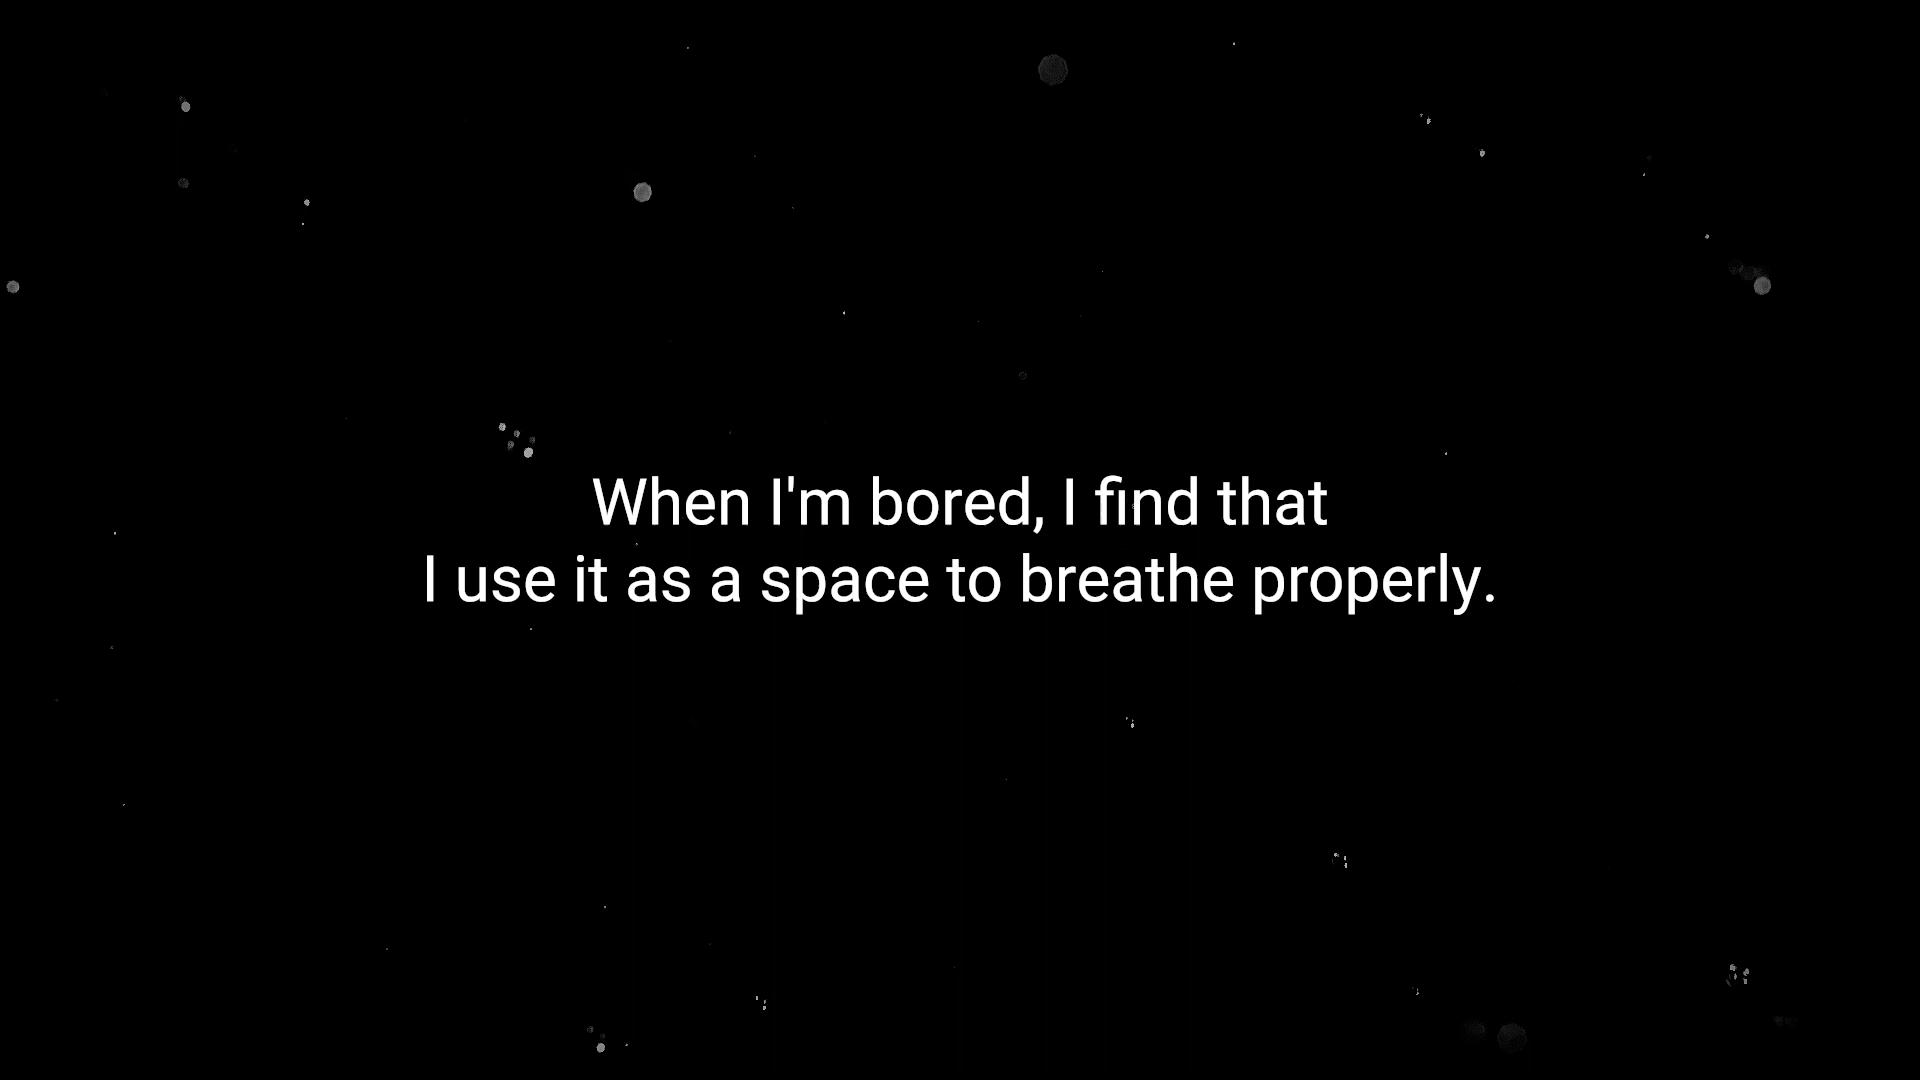 When I'm bored, I find that
I use it as a space to breathe properly.